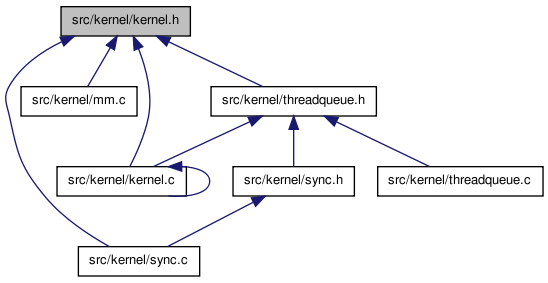 src/kernel/kernel.h
src/kernel/mm.c
src/kernel/threadqueue.h
src/kernel/kernel.c
src/kernel/sync.h
src/kernel/threadqueue.c
src/kernel/sync.c